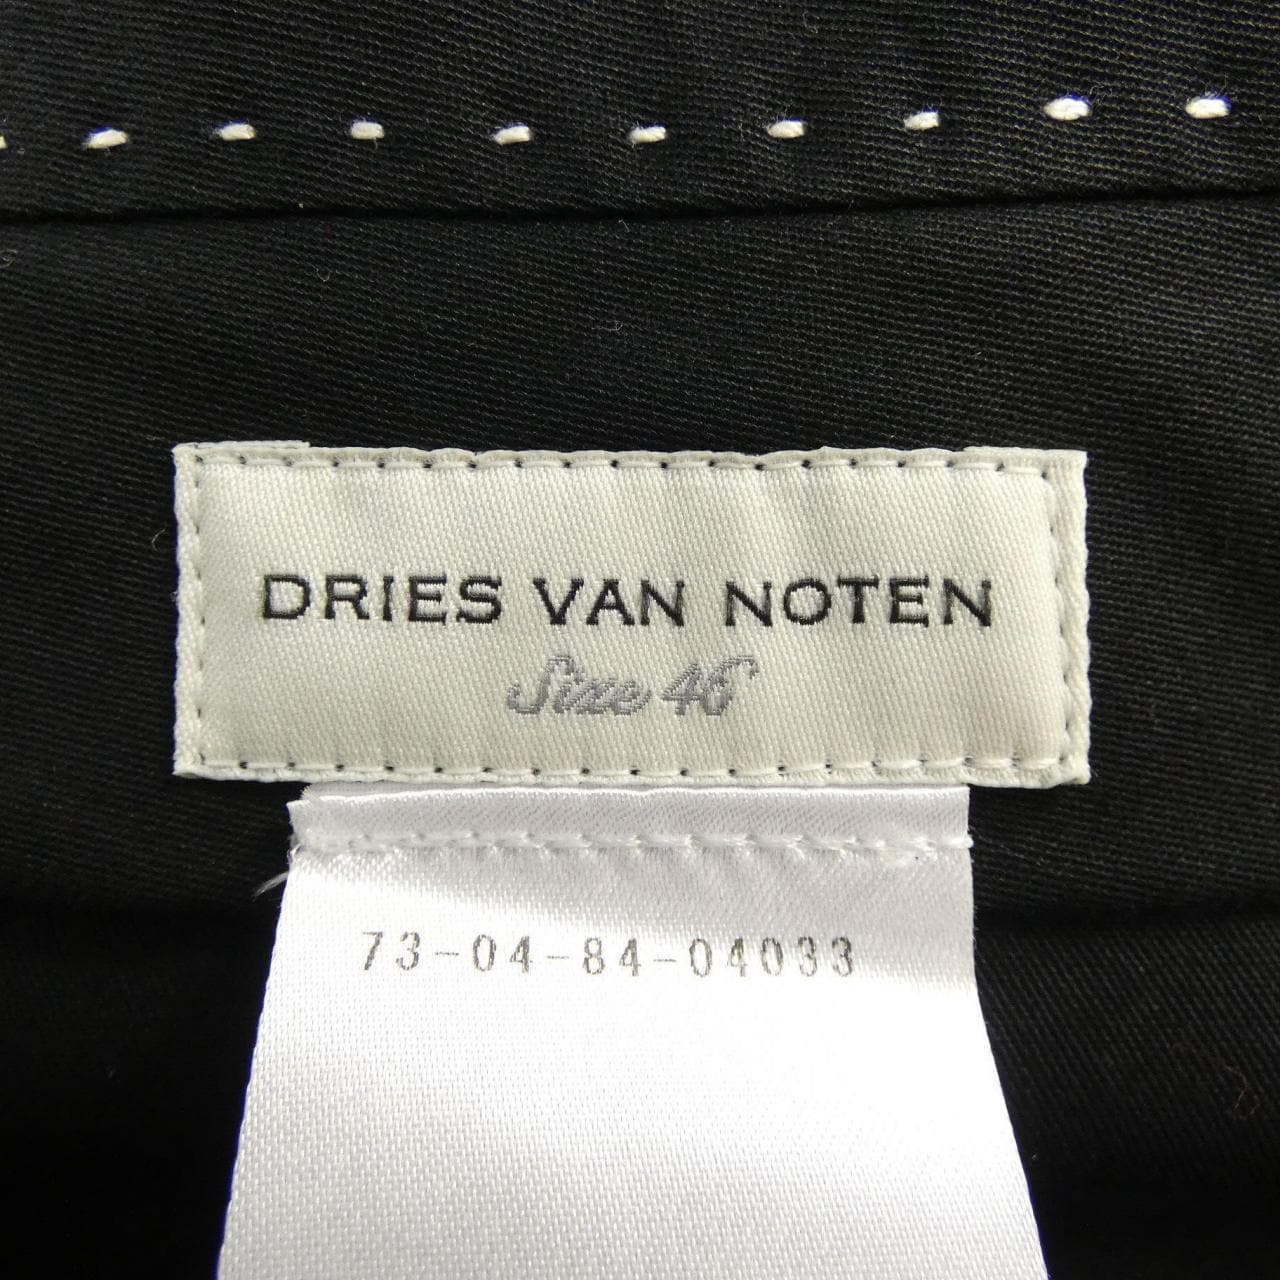 DRIES VAN NOTEN
Size 46
73-04-84-04033